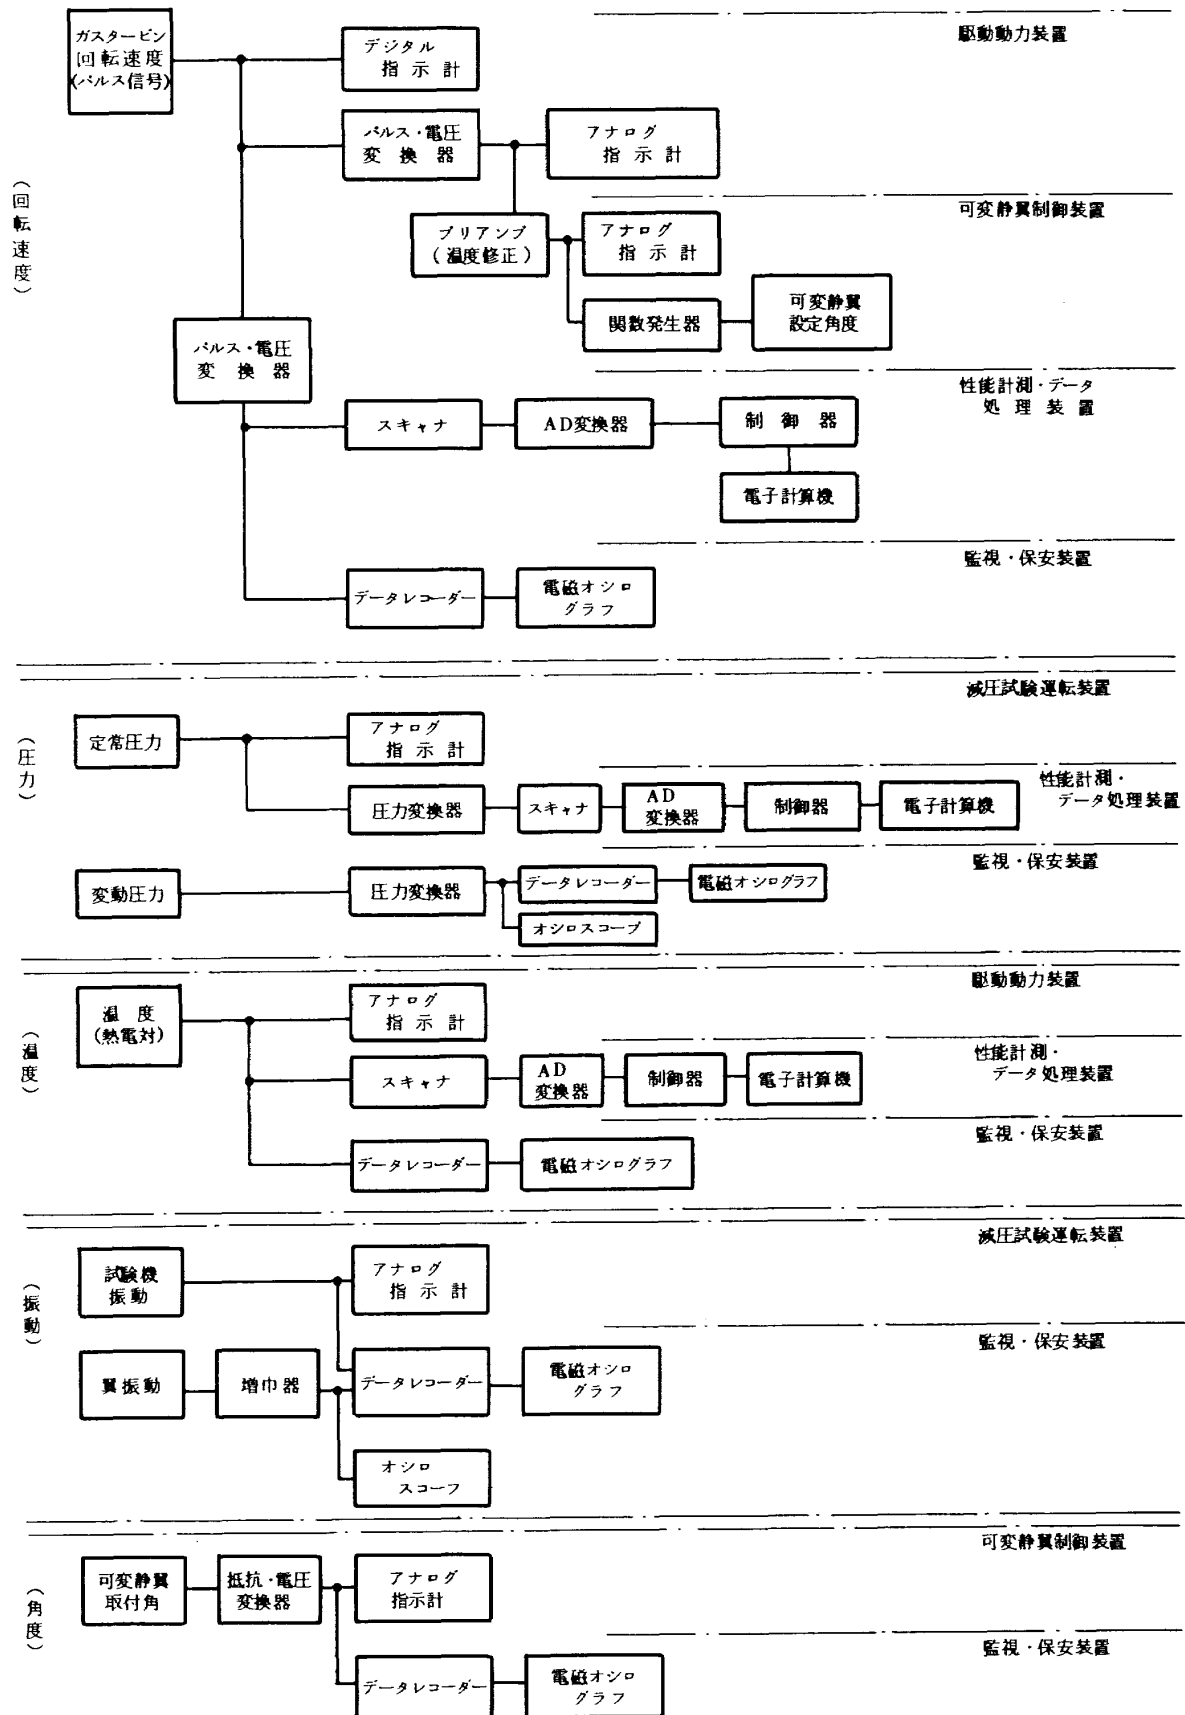 (回転速度)
ガスタービン
回転速度
(パルス信号)
デジタル
指示計
駆動動力装置
パルス・電圧
変換器
アナログ
指示計
可変静翼制御装置
プリアンプ
(温度修正)
アナログ
指示計
関数発生器
可変静翼
設定角度
パルス・電圧
変換器
性能計測・データ
処理装置
スキャナ
AD変換器
制御器
電子計算機
監視・保安装置
データレコーダー
電磁オシロ
グラフ
(圧力)
減圧試験運転装置
定常圧力
アナログ
指示計
性能計測・
データ処理装置
圧力変換器
スキャナ
AD
変換器
制御器
電子計算機
監視・保安装置
変動圧力
圧力変換器
データレコーダー
電磁オシログラフ
オシロスコープ
(温度)
駆動動力装置
温度
(熱電対)
アナログ
指示計
性能計測・
データ処理装置
スキャナ
AD
変換器
制御器
電子計算機
監視・保安装置
データレコーダー
電磁オシログラフ
(振動)
減圧試験運転装置
試験機
振動
アナログ
指示計
監視・保安装置
翼振動
増巾器
データレコーダー
電磁オシロ
グラフ
オシロ
スコーフ
(角度)
可変静翼制御装置
可変静翼
取付角
抵抗・電圧
変換器
アナログ
指示計
監視・保安装置
データレコーダー
電磁オシロ
グラフ